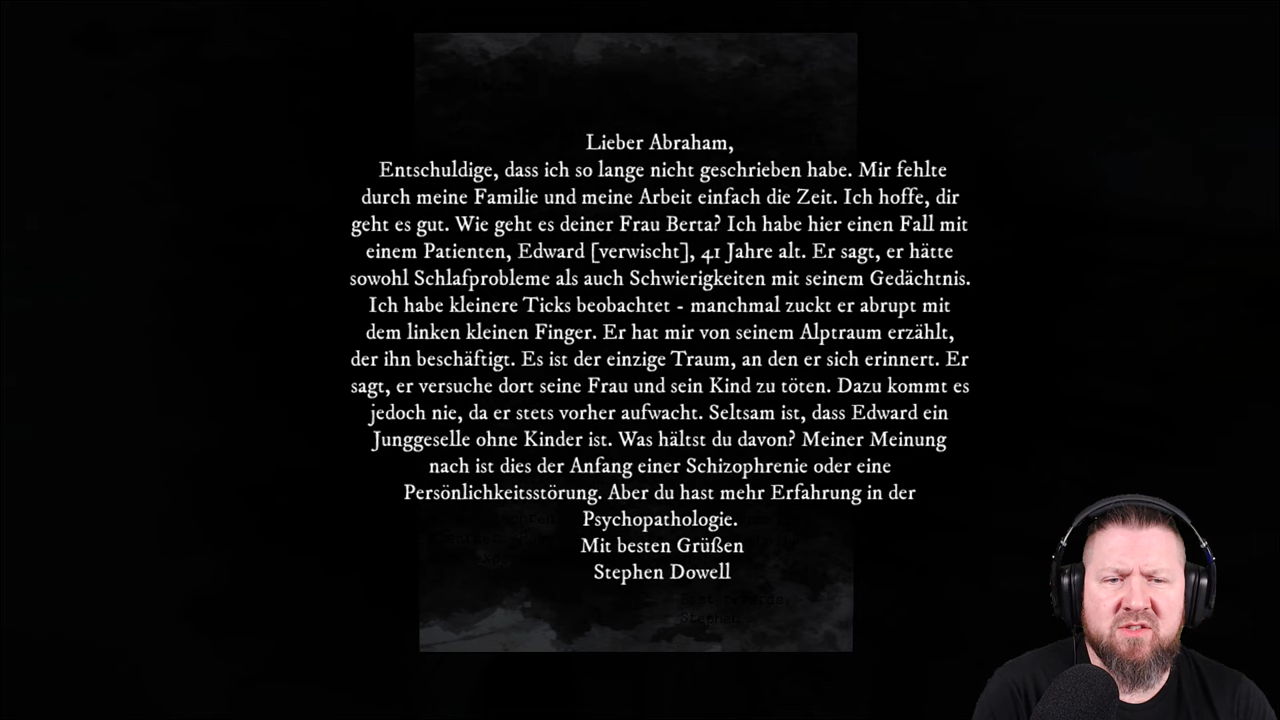 Lieber Abraham,
Entschuldige, dass ich so lange nicht geschrieben habe. Mir fehlte
durch meine Familie und meine Arbeit einfach die Zeit. Ich hoffe, dir
geht es gut. Wie geht es deiner Frau Berta? Ich habe hier einen Fall mit
einem Patienten, Edward [verwischt], 41 Jahre alt. Er sagt, er hätte
sowohl Schlafprobleme als auch Schwierigkeiten mit seinem Gedächtnis.
Ich habe kleinere Ticks beobachtet - manchmal zuckt er abrupt mit
dem linken kleinen Finger. Er hat mir von seinem Alptraum erzählt,
der ihn beschäftigt. Es ist der einzige Traum, an den er sich erinnert. Er
sagt, er versuche dort seine Frau und sein Kind zu töten. Dazu kommt es
jedoch nie, da er stets vorher aufwacht. Seltsam ist, dass Edward ein
Junggeselle ohne Kinder ist. Was hältst du davon? Meiner Meinung
nach ist dies der Anfang einer Schizophrenie oder eine
Persönlichkeitsstörung. Aber du hast mehr Erfahrung in der
Psychopathologie.
Mit besten Grüßen
Stephen Dowell
Stephen